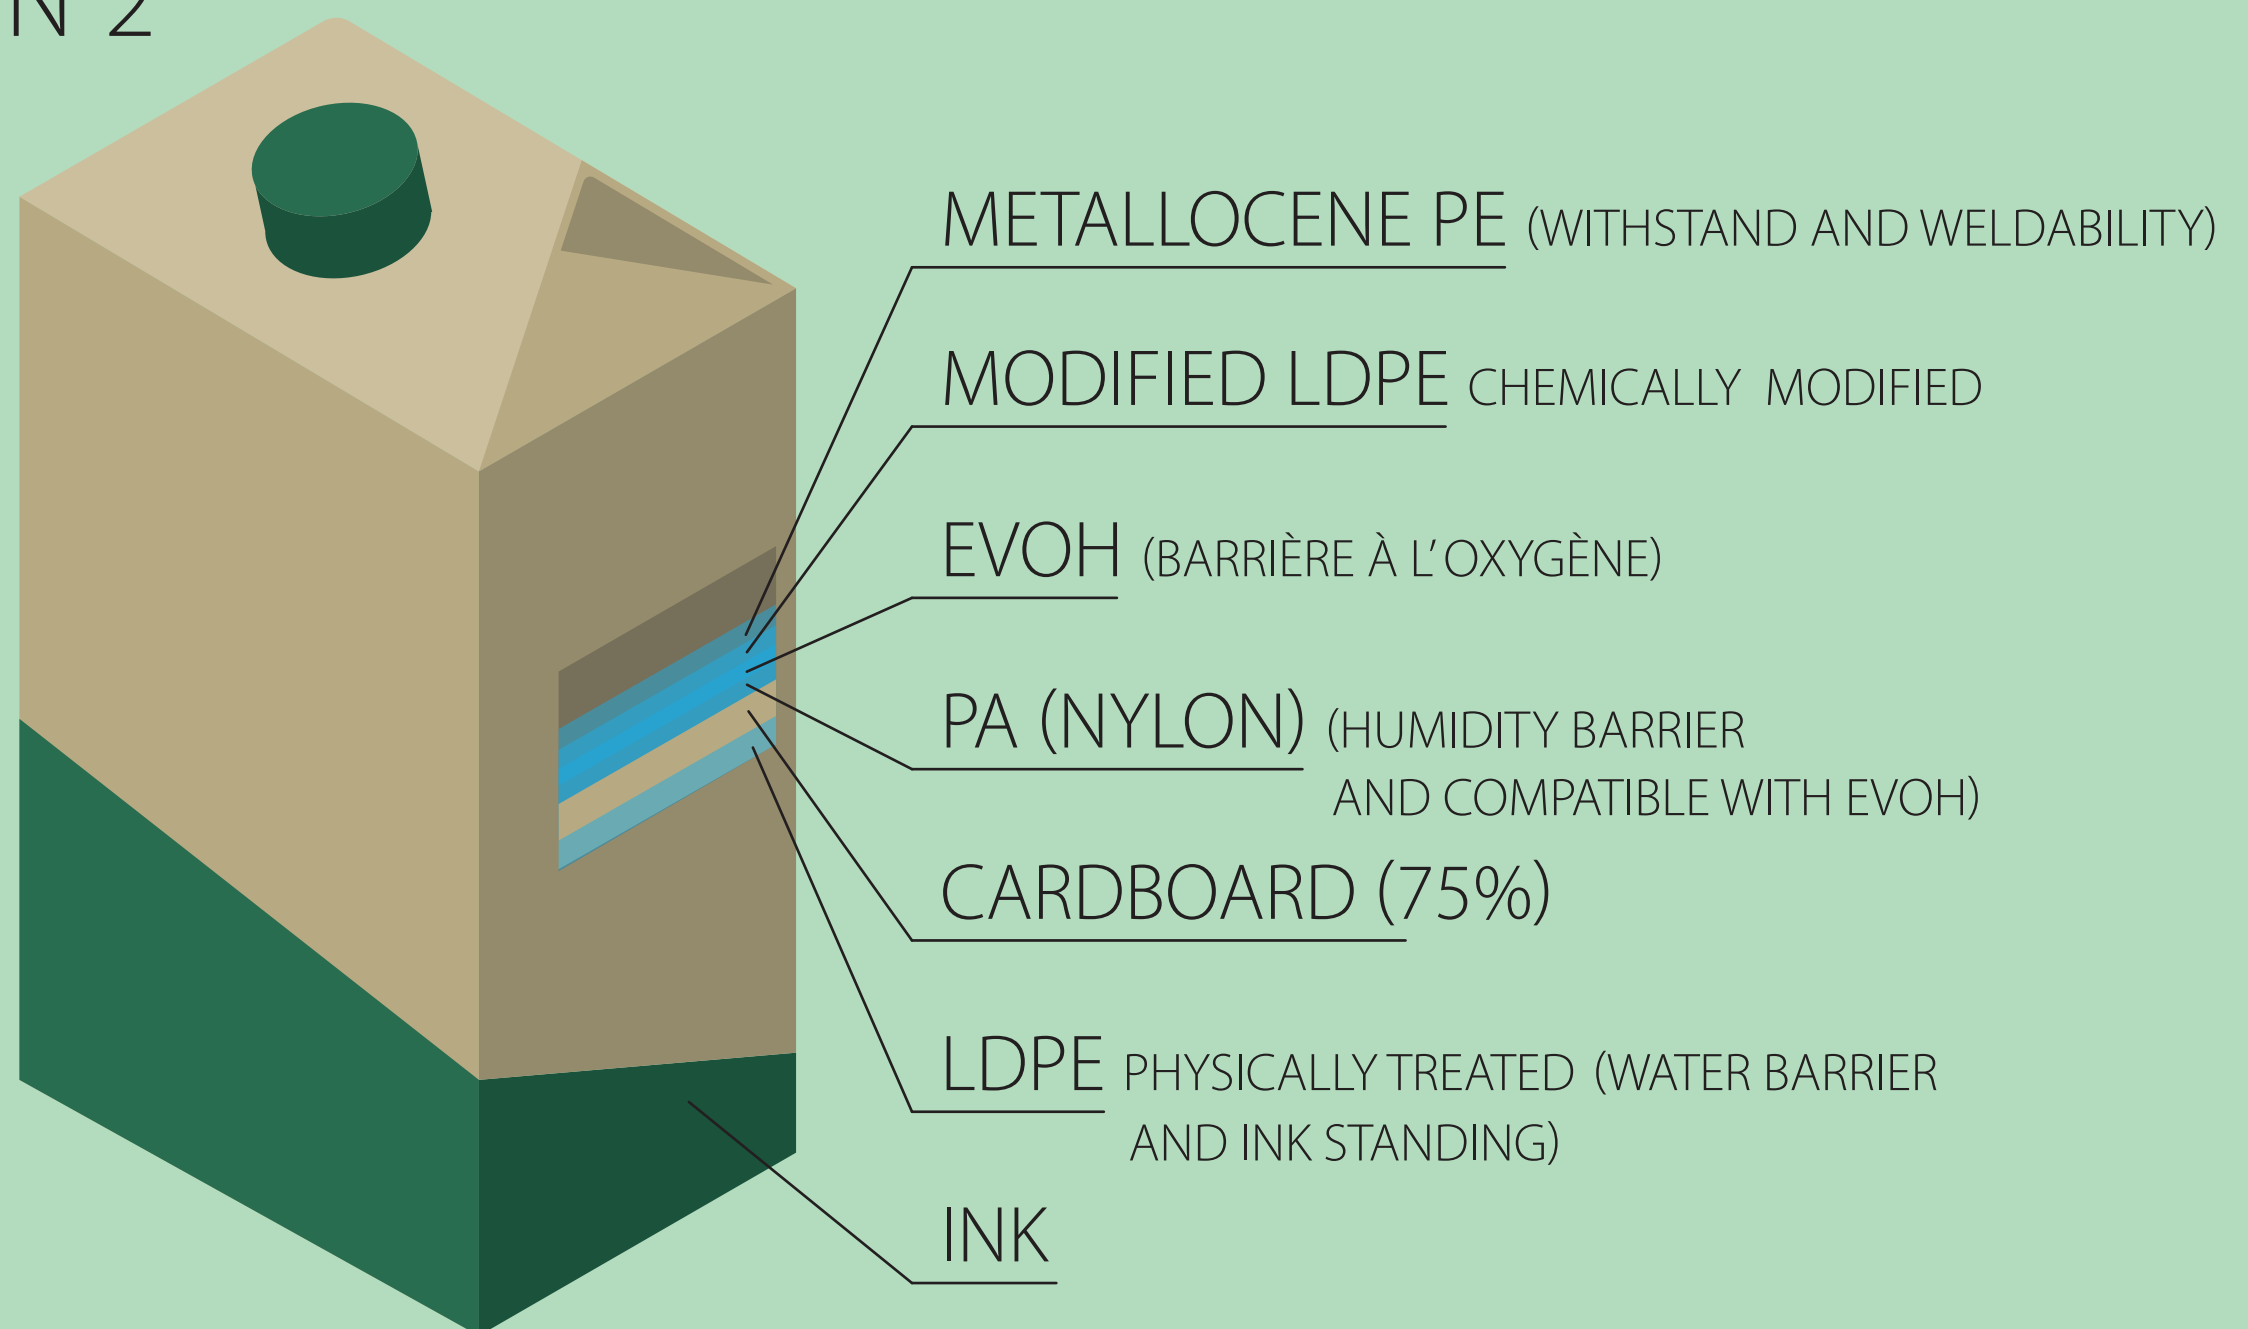 N 2
METALLOCENE PE (WITHSTAND AND WELDABILITY)
MODIFIED LDPE CHEMICALLY MODIFIED
EVOH (BARRIÈRE À L'OXYGÈNE)
PA (NYLON) (HUMIDITY BARRIER
AND COMPATIBLE WITH EVOH)
CARDBOARD (75%)
LDPE PHYSICALLY TREATED (WATER BARRIER
AND INK STANDING)
INK